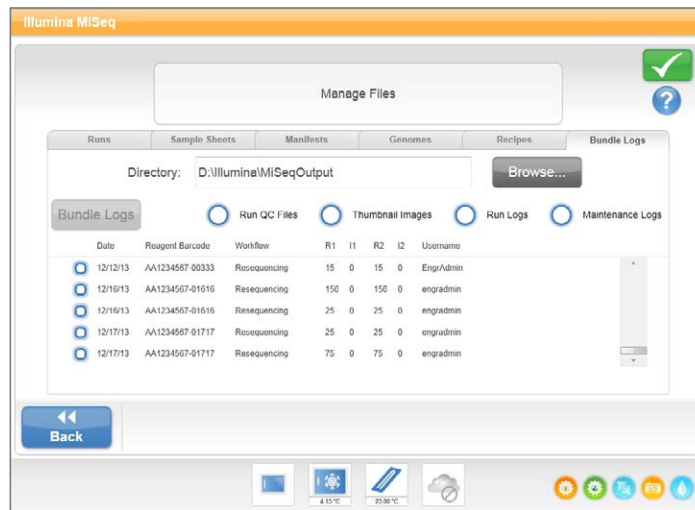 Illumina MiSeq
Manage Files
Runs Sample Sheets Manifests Genomes Recipes Bundle Logs
Directory: D:\Illumina\MiSeqOutput Browse...
Bundle Logs Run QC Files Thumbnail Images Run Logs Maintenance Logs
Date Reagent Barcode Workflow R1 I1 R2 I2 Username
12/12/13 AA1234567-00333 Resequencing 15 0 15 0 EngrAdmin
12/16/13 AA1234567-01616 Resequencing 150 0 150 0 engradmin
12/16/13 AA1234567-01616 Resequencing 25 0 25 0 engradmin
12/17/13 AA1234567-01717 Resequencing 25 0 25 0 engradmin
12/17/13 AA1234567-01717 Resequencing 75 0 75 0 engradmin
Back
4.13 °C 23.00 °C